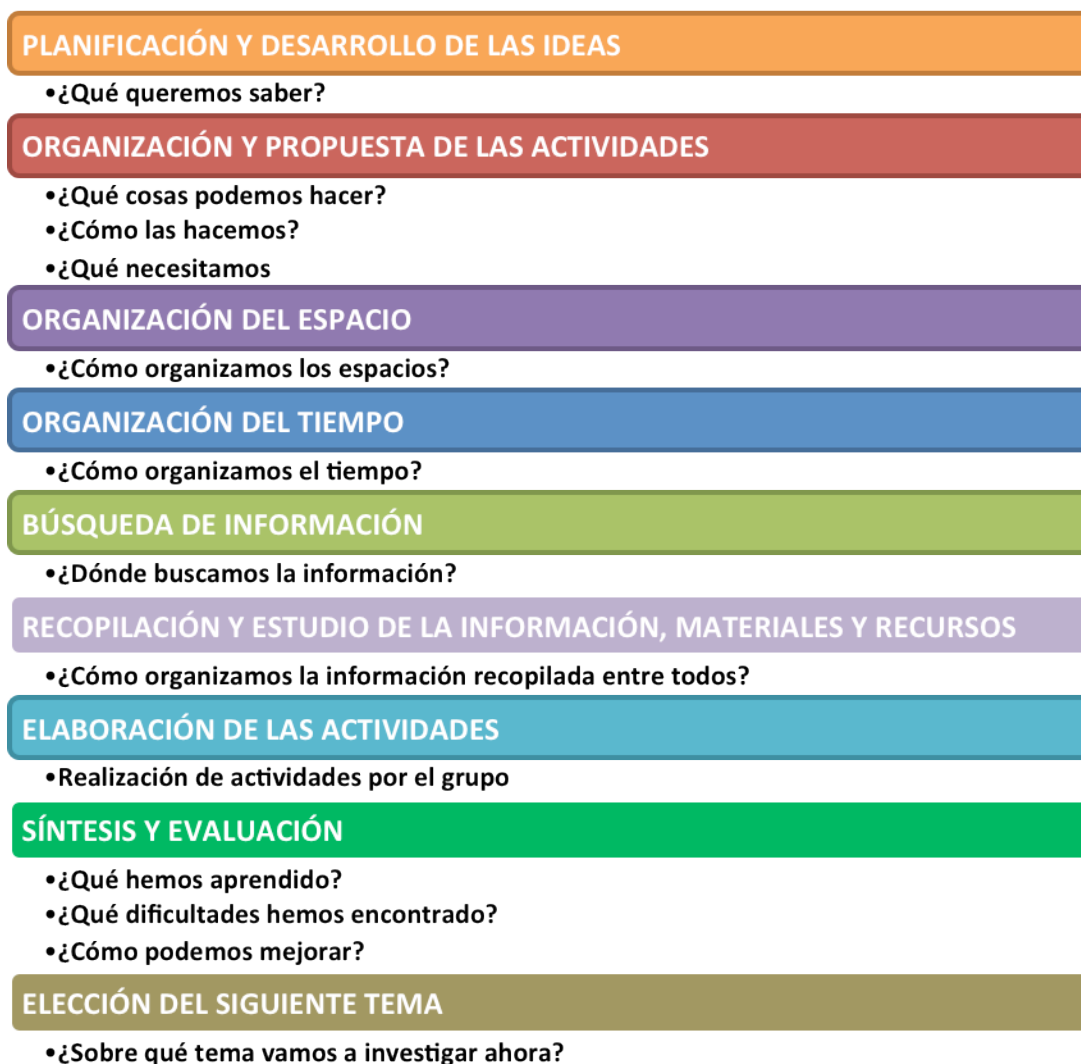 PLANIFICACIÓN Y DESARROLLO DE LAS IDEAS
•¿Qué queremos saber?
ORGANIZACIÓN Y PROPUESTA DE LAS ACTIVIDADES
•¿Qué cosas podemos hacer?
•¿Cómo las hacemos?
•¿Qué necesitamos
ORGANIZACIÓN DEL ESPACIO
•¿Cómo organizamos los espacios?
ORGANIZACIÓN DEL TIEMPO
•¿Cómo organizamos el tiempo?
BÚSQUEDA DE INFORMACIÓN
•¿Dónde buscamos la información?
RECOPILACIÓN Y ESTUDIO DE LA INFORMACIÓN, MATERIALES Y RECURSOS
•¿Cómo organizamos la información recopilada entre todos?
ELABORACIÓN DE LAS ACTIVIDADES
•Realización de actividades por el grupo
SÍNTESIS Y EVALUACIÓN
•¿Qué hemos aprendido?
•¿Qué dificultades hemos encontrado?
•¿Cómo podemos mejorar?
ELECCIÓN DEL SIGUIENTE TEMA
•¿Sobre qué tema vamos a investigar ahora?